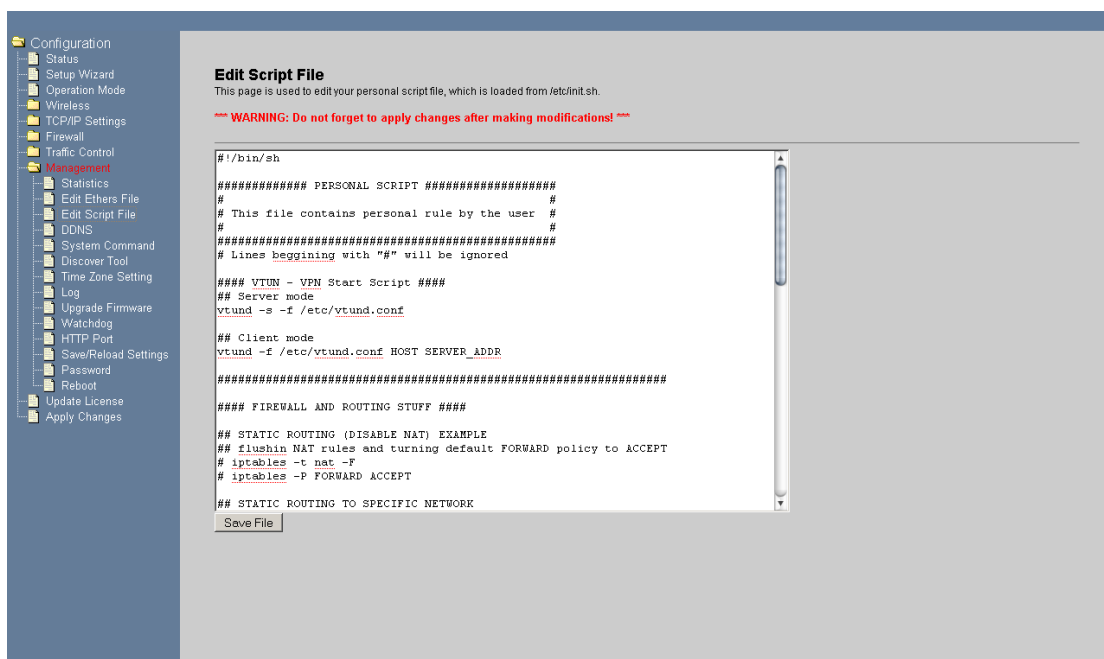 Configuration
Status
Setup Wizard
Operation Mode
Wireless
TCP/IP Settings
Firewall
Traffic Control
Management
Statistics
Edit Ethers File
Edit Script File
DDNS
System Command
Discover Tool
Time Zone Setting
Log
Upgrade Firmware
Watchdog
HTTP Port
Save/Reload Settings
Password
Reboot
Update License
Apply Changes
Edit Script File
This page is used to edit your personal script file, which is loaded from /etc/init.sh.
*** WARNING: Do not forget to apply changes after making modifications! ***
#!/bin/sh
############# PERSONAL SCRIPT ###################
#                                               #
# This file contains personal rule by the user  #
#                                               #
#################################################
# Lines beggining with "#" will be ignored
#### VTUN - VPN Start Script ####
## Server mode
vtund -s -f /etc/vtund.conf
## Client mode
vtund -f /etc/vtund.conf HOST SERVER_ADDR
#################################################################
#### FIREWALL AND ROUTING STUFF ####
## STATIC ROUTING (DISABLE NAT) EXAMPLE
## flushin NAT rules and turning default FORWARD policy to ACCEPT
# iptables -t nat -F
# iptables -P FORWARD ACCEPT
## STATIC ROUTING TO SPECIFIC NETWORK
Save File